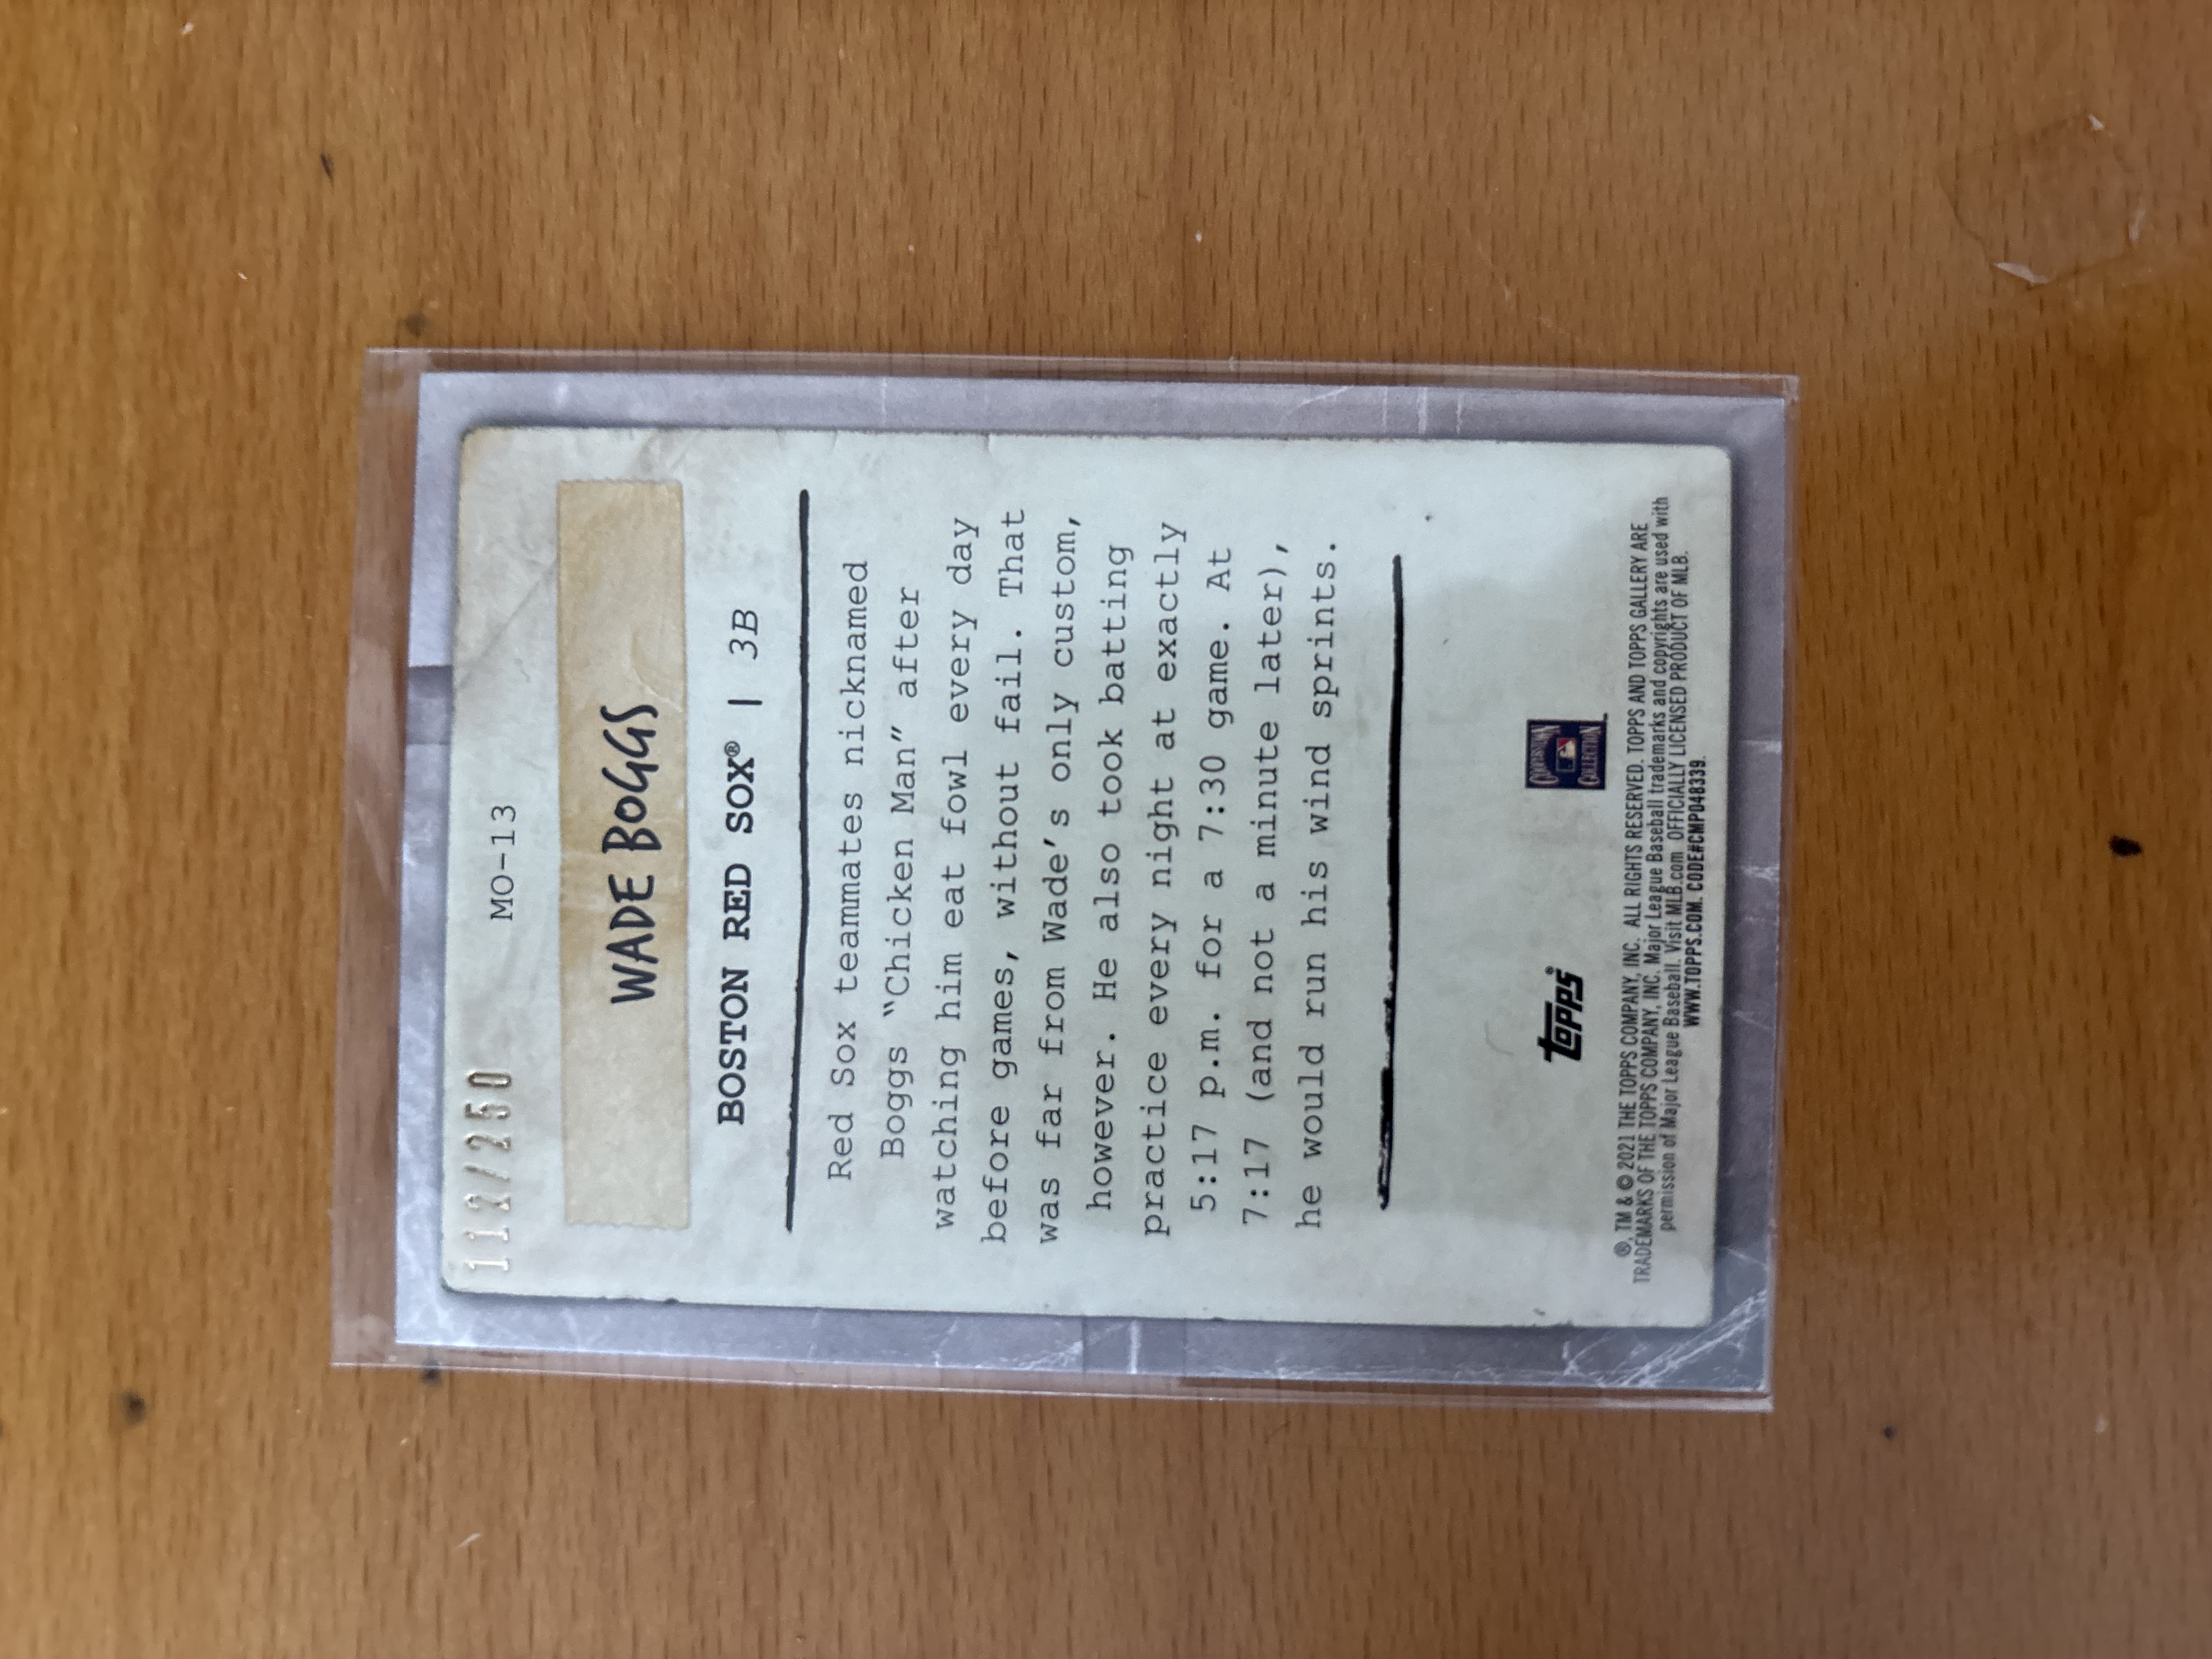 112/250
MO-13
WADE BOGGS
BOSTON RED SOX® | 3B
Red Sox teammates nicknamed
Boggs “Chicken Man” after
watching him eat fowl every day
before games, without fail. That
was far from Wade’s only custom,
however. He also took batting
practice every night at exactly
5:17 p.m. for a 7:30 game. At
7:17 (and not a minute later),
he would run his wind sprints.
topps®
COOPERSTOWN
COLLECTION
®, TM & © 2021 THE TOPPS COMPANY, INC. ALL RIGHTS RESERVED. TOPPS AND TOPPS GALLERY ARE
TRADEMARKS OF THE TOPPS COMPANY, INC. Major League Baseball trademarks and copyrights are used with
permission of Major League Baseball. Visit MLB.com OFFICIALLY LICENSED PRODUCT OF MLB.
WWW.TOPPS.COM. CODE#CMP048339.